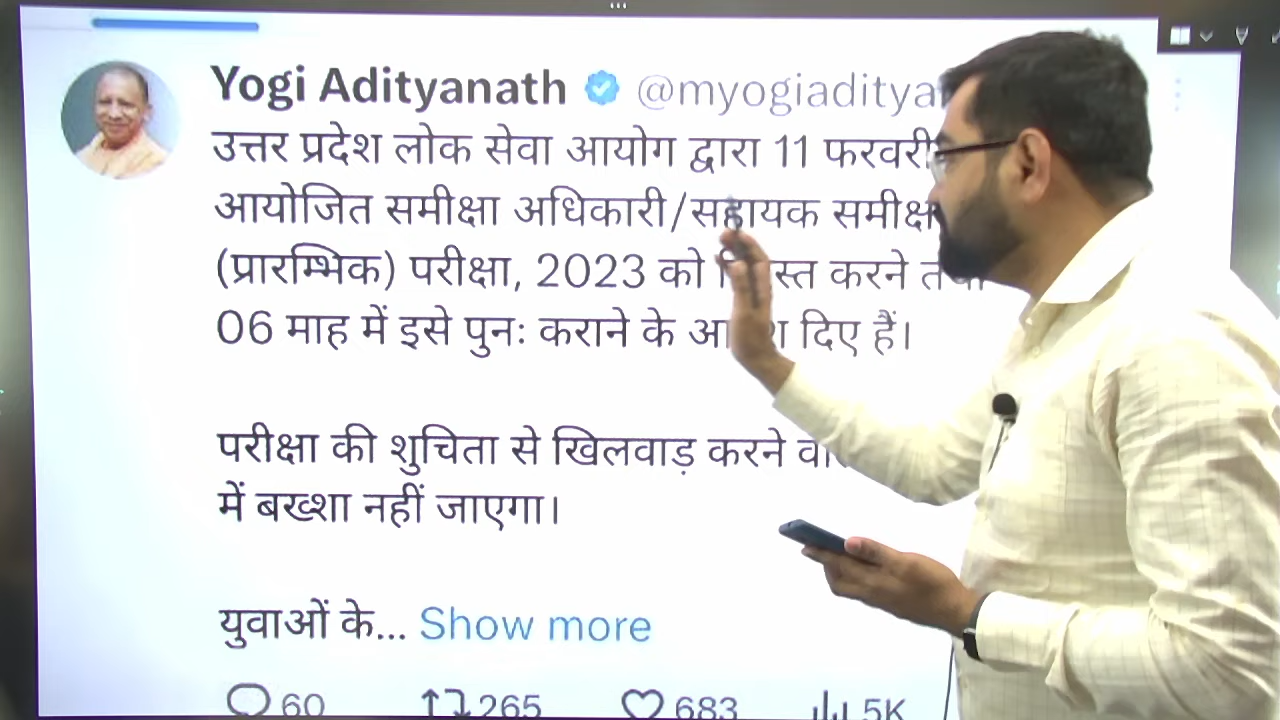 Yogi Adityanath @myogiaditya
उत्तर प्रदेश लोक सेवा आयोग द्वारा 11 फरवरी
आयोजित समीक्षा अधिकारी/सहायक
(प्रारम्भिक) परीक्षा, 2023 को करने
06 माह में इसे पुनः कराने के दिए हैं।
परीक्षा की शुचिता से खिलवाड़ करने
में बख्शा नहीं जाएगा।
युवाओं के... Show more
60 265 683 5K